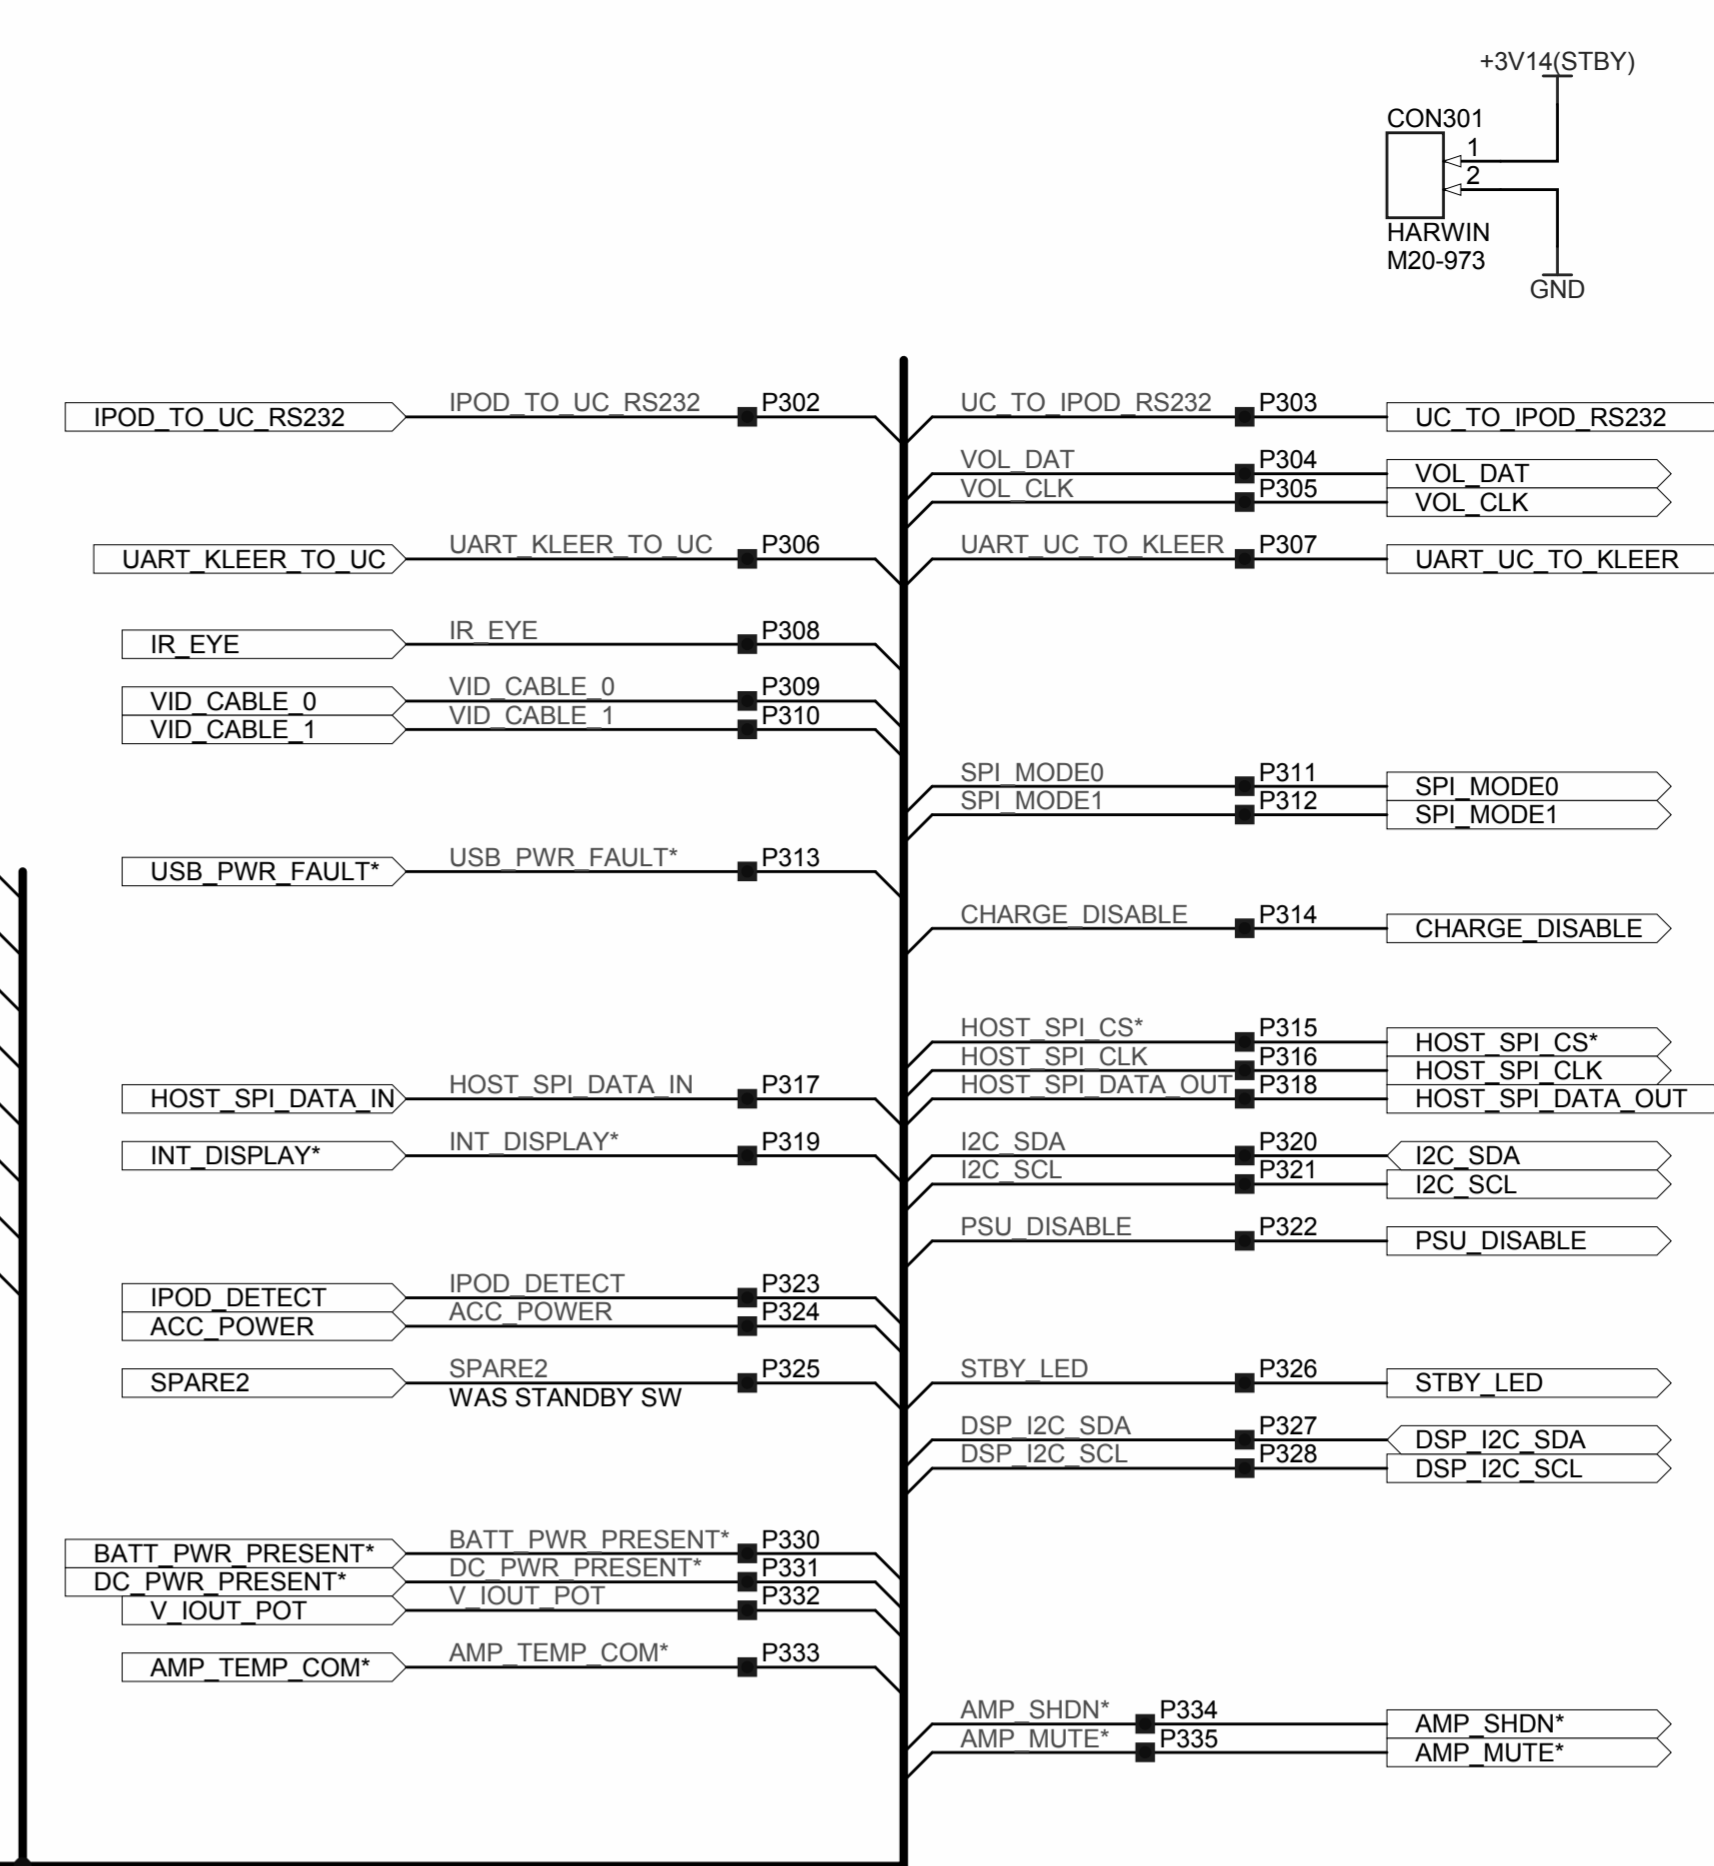 +3V14(STBY)
CON301
1
2
HARWIN
M20-973
GND
IPOD_TO_UC_RS232 IPOD_TO_UC_RS232 P302 UC_TO_IPOD_RS232 P303 UC_TO_IPOD_RS232
VOL_DAT P304 VOL_DAT
VOL_CLK P305 VOL_CLK
UART_KLEER_TO_UC UART_KLEER_TO_UC P306 UART_UC_TO_KLEER P307 UART_UC_TO_KLEER
IR_EYE IR_EYE P308
VID_CABLE_0 VID_CABLE_0 P309
VID_CABLE_1 VID_CABLE_1 P310
SPI_MODE0 P311 SPI_MODE0
SPI_MODE1 P312 SPI_MODE1
USB_PWR_FAULT* USB_PWR_FAULT* P313
CHARGE_DISABLE P314 CHARGE_DISABLE
HOST_SPI_CS* P315 HOST_SPI_CS*
HOST_SPI_CLK P316 HOST_SPI_CLK
HOST_SPI_DATA_IN HOST_SPI_DATA_IN P317 HOST_SPI_DATA_OUT P318 HOST_SPI_DATA_OUT
INT_DISPLAY* INT_DISPLAY* P319 I2C_SDA P320 I2C_SDA
I2C_SCL P321 I2C_SCL
PSU_DISABLE P322 PSU_DISABLE
IPOD_DETECT IPOD_DETECT P323
ACC_POWER ACC_POWER P324
SPARE2 SPARE2 P325 STBY_LED P326 STBY_LED
WAS STANDBY SW
DSP_I2C_SDA P327 DSP_I2C_SDA
DSP_I2C_SCL P328 DSP_I2C_SCL
BATT_PWR_PRESENT* BATT_PWR_PRESENT* P330
DC_PWR_PRESENT* DC_PWR_PRESENT* P331
V_IOUT_POT V_IOUT_POT P332
AMP_TEMP_COM* AMP_TEMP_COM* P333
AMP_SHDN* P334 AMP_SHDN*
AMP_MUTE* P335 AMP_MUTE*